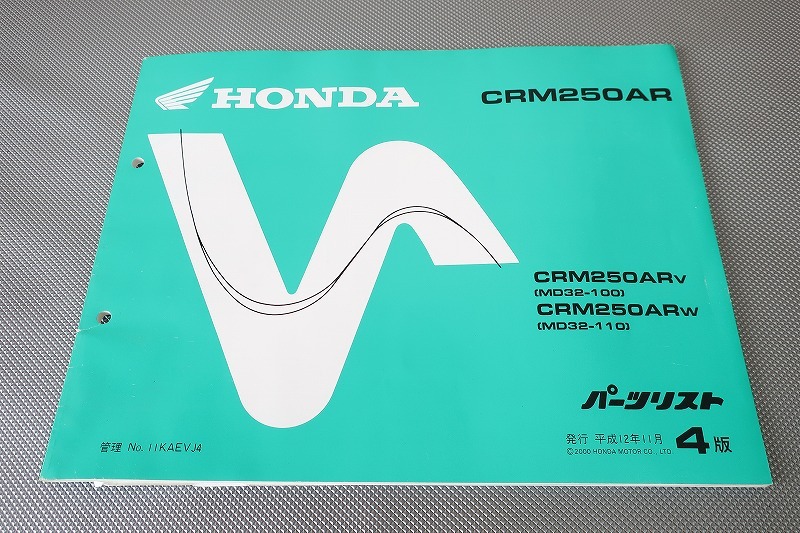 HONDA
CRM250AR
CRM250ARV
(MD32-100)
CRM250ARW
(MD32-110)
パーツリスト
管理 No. 11KAEVJ4
発行 平成12年11月 4版
©2000 HONDA MOTOR CO., LTD.